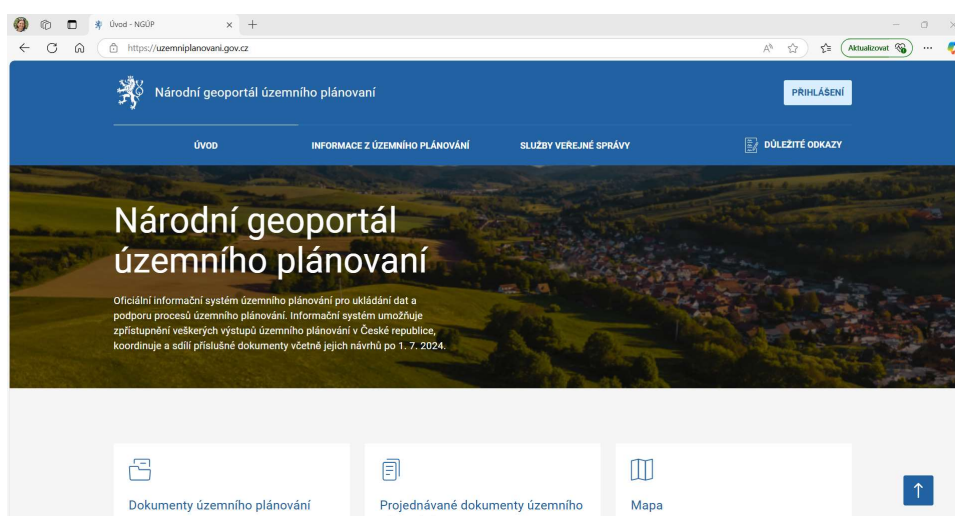 Úvod - NGÚP
https://uzemniplanovani.gov.cz
Aktualizovat
Národní geoportál územního plánovaní
PŘIHLÁŠENÍ
ÚVOD
INFORMACE Z ÚZEMNÍHO PLÁNOVÁNÍ
SLUŽBY VEŘEJNÉ SPRÁVY
DŮLEŽITÉ ODKAZY
Národní geoportál
územního plánovaní
Oficiální informační systém územního plánování pro ukládání dat a
podporu procesů územního plánování. Informační systém umožňuje
zpřístupnění veškerých výstupů územního plánování v České republice,
koordinuje a sdílí příslušné dokumenty včetně jejich návrhů po 1. 7. 2024.
Dokumenty územního plánování
Projednávané dokumenty územního
Mapa